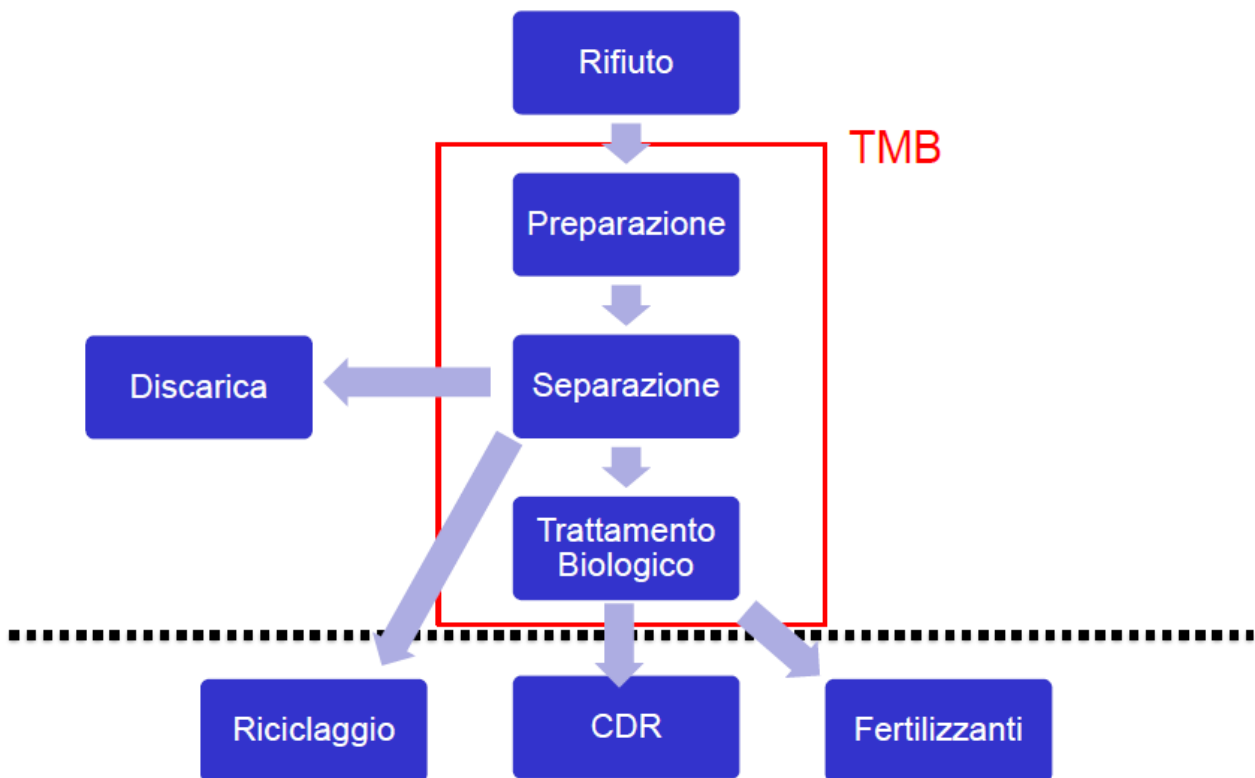 Rifiuto
TMB
Preparazione
Discarica
Separazione
Trattamento
Biologico
Riciclaggio
CDR
Fertilizzanti